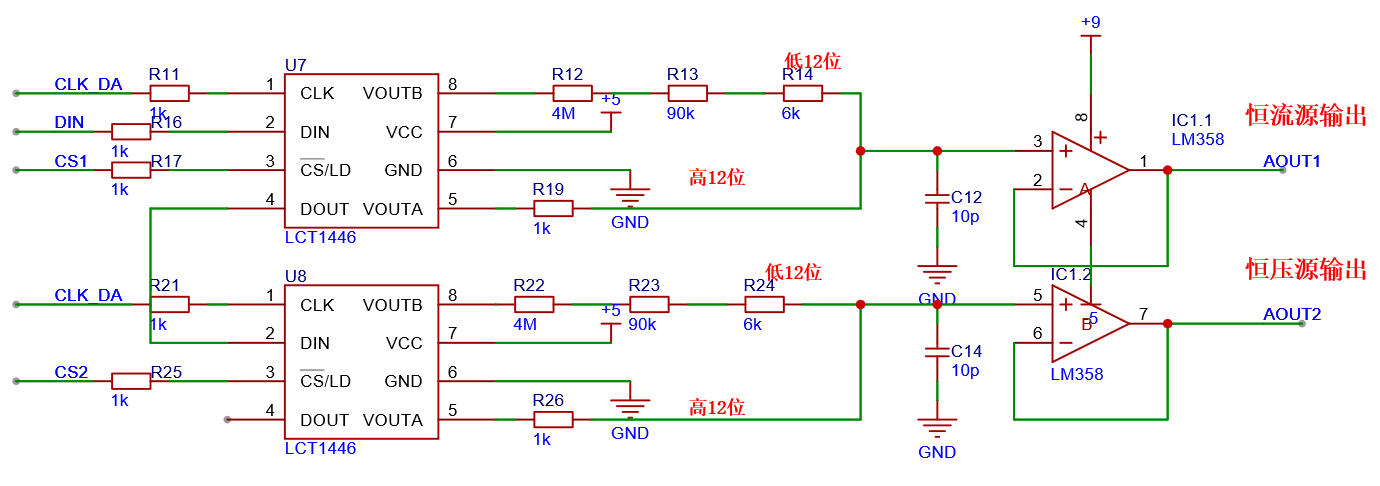 +9
U7
低12位
CLK_DA
R11
1k
1
CLK
VOUTB
8
R12
4M
R13
90k
R14
6k
+5
DIN
R16
1k
2
DIN
VCC
7
8
IC1.1
LM358
恒流源输出
CS1
R17
1k
3
CS/LD
GND
6
GND
高12位
3
+
+
A
2
−
1
AOUT1
4
4
DOUT
VOUTA
5
R19
1k
LCT1446
C12
10p
GND
U8
低12位
IC1.2
恒压源输出
CLK_DA
R21
1k
1
CLK
VOUTB
8
R22
4M
R23
90k
R24
6k
+5
5
+
-5
B
6
−
7
AOUT2
LM358
2
DIN
VCC
7
CS2
R25
1k
3
CS/LD
GND
6
GND
高12位
C14
10p
GND
4
DOUT
VOUTA
5
R26
1k
LCT1446